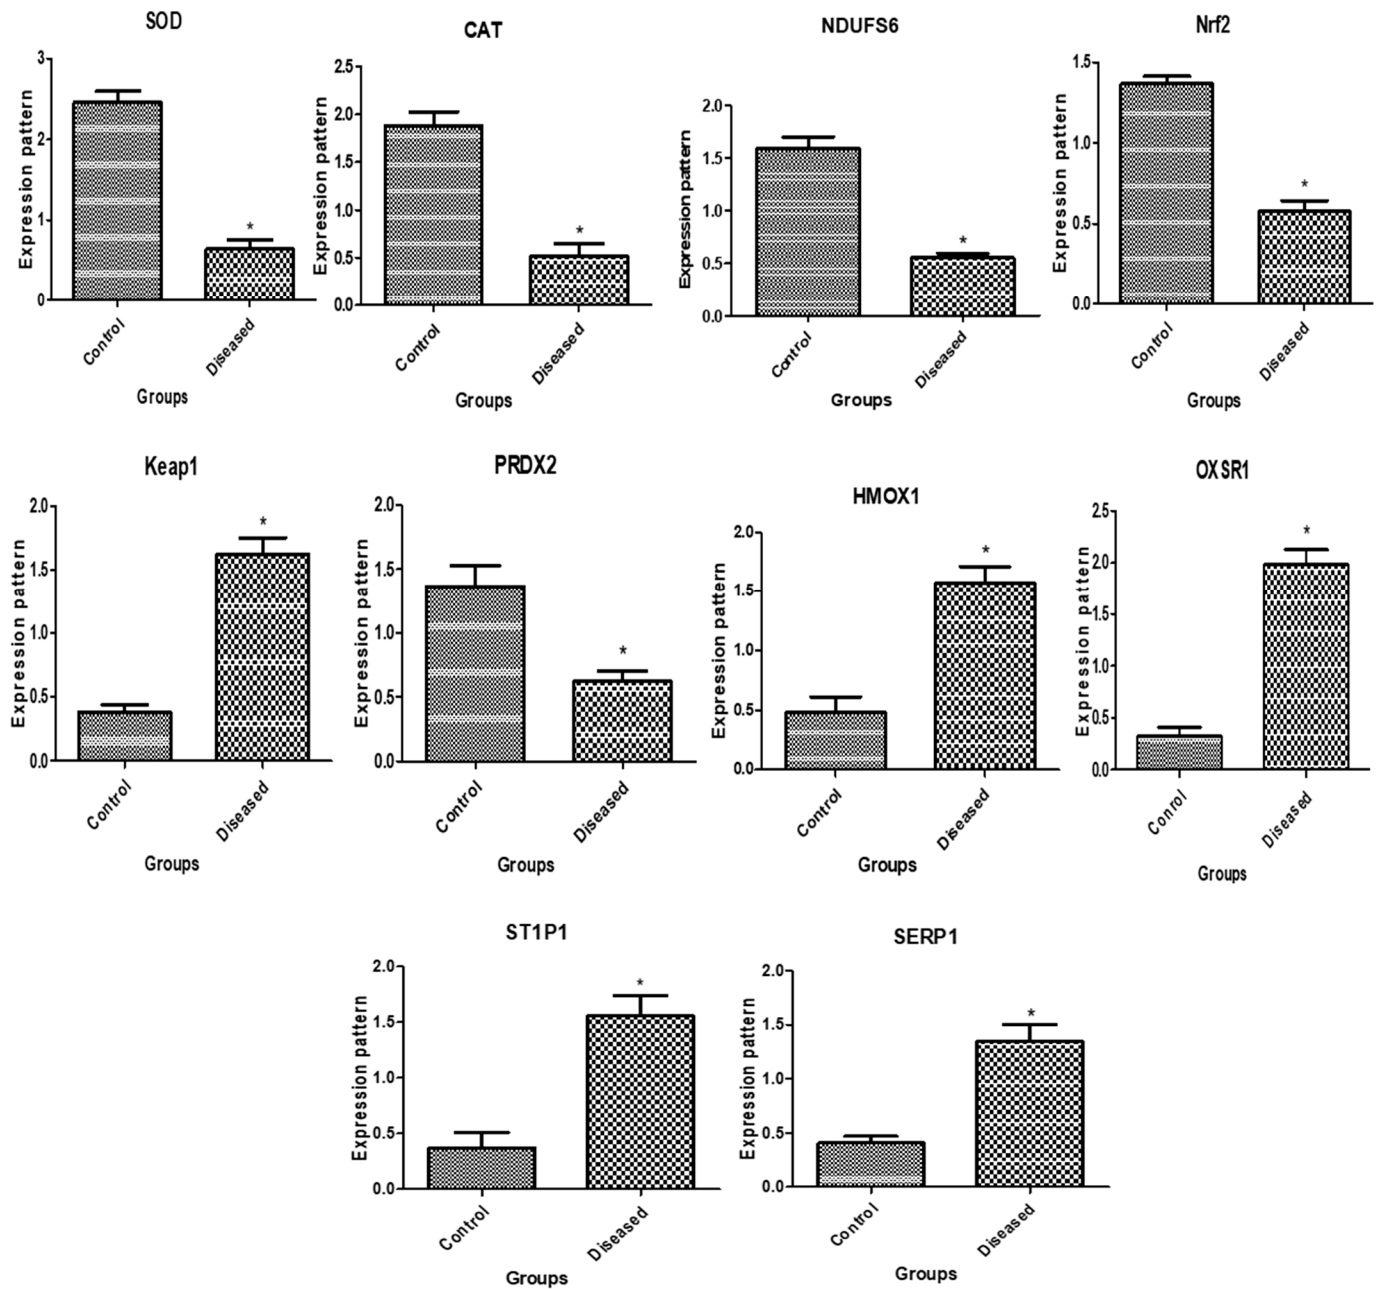 SOD
3
2
1
0
Expression pattern
Control
Diseased
*
Groups
CAT
2.5
2.0
1.5
1.0
0.5
0.0
Expression pattern
Control
Diseased
*
Groups
NDUFS6
2.0
1.5
1.0
0.5
0.0
Expression pattern
Control
Diseased
*
Groups
Nrf2
1.5
1.0
0.5
0.0
Expression pattern
Control
Diseased
*
Groups
Keap1
2.0
1.5
1.0
0.5
0.0
Expression pattern
Control
Diseased
*
Groups
PRDX2
2.0
1.5
1.0
0.5
0.0
Expression pattern
Control
Diseased
*
Groups
HMOX1
2.0
1.5
1.0
0.5
0.0
Expression pattern
Control
Diseased
*
Groups
OXSR1
2.5
2.0
1.5
1.0
0.5
0.0
Expression pattern
Conrol
Diseased
*
Groups
ST1P1
2.0
1.5
1.0
0.5
0.0
Expression pattern
Control
Diseased
*
Groups
SERP1
2.0
1.5
1.0
0.5
0.0
Expression pattern
Control
Diseased
*
Groups